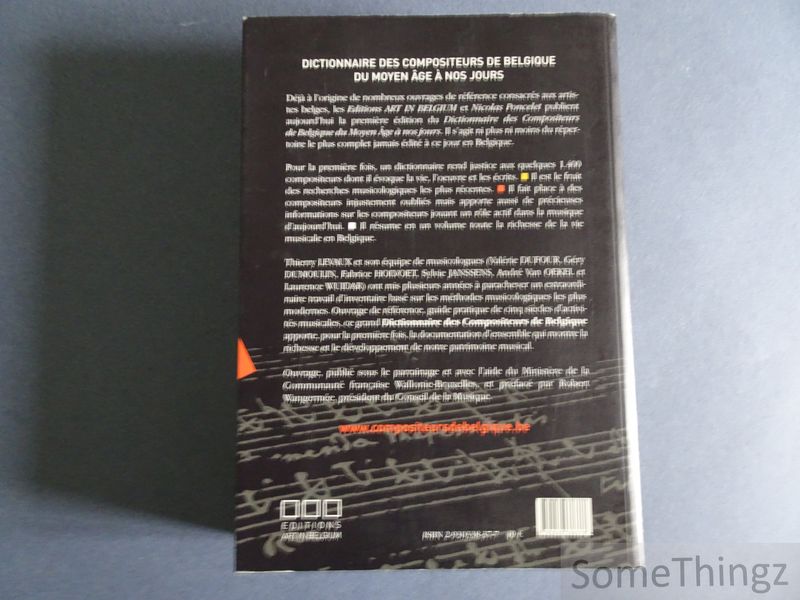 DICTIONNAIRE DES COMPOSITEURS DE BELGIQUE
DU MOYEN ÂGE À NOS JOURS
Déjà à l'origine de nombreux ouvrages de référence consacrés aux artis-
tes belges, les Editions ART IN BELGIUM et Nicolas Poncelet publient
aujourd'hui la première édition du Dictionnaire des Compositeurs
de Belgique du Moyen Âge à nos jours. Il s'agit ni plus ni moins du réper-
toire le plus complet jamais édité à ce jour en Belgique.
Pour la première fois, un dictionnaire rend justice aux quelques 1.400
compositeurs dont il évoque la vie, l'oeuvre et les écrits. Il est le fruit
des recherches musicologiques les plus récentes. Il fait place à des
compositeurs injustement oubliés mais apporte aussi de précieuses
informations sur les compositeurs jouant un rôle actif dans la musique
d'aujourd'hui. Il résume en un volume toute la richesse de la vie
musicale en Belgique.
Thierry LEVAUX et son équipe de musicologues (Valérie DUFOUR, Géry
DUMOULIN, Fabrice HOLVOET, Sylvie JANSSENS, André Van OEKEL et
Laurence WUIDAR) ont mis plusieurs années à parachever un extraordi-
naire travail d'inventaire basé sur les méthodes musicologiques les plus
modernes. Ouvrage de référence, guide pratique de cinq siècles d'activi-
tés musicales, ce grand Dictionnaire des Compositeurs de Belgique
apporte, pour la première fois, la documentation d'ensemble qui montre la
richesse et le développement de notre patrimoine musical.
Ouvrage, publié sous le parrainage et avec l'aide du Ministère de la
Communauté française Wallonie-Bruxelles, et préfacé par Robert
Wangermée, président du Conseil de la Musique.
www.compositeursdebelgique.be
EDITIONS
ART IN BELGIUM
ISBN
SomeThingz